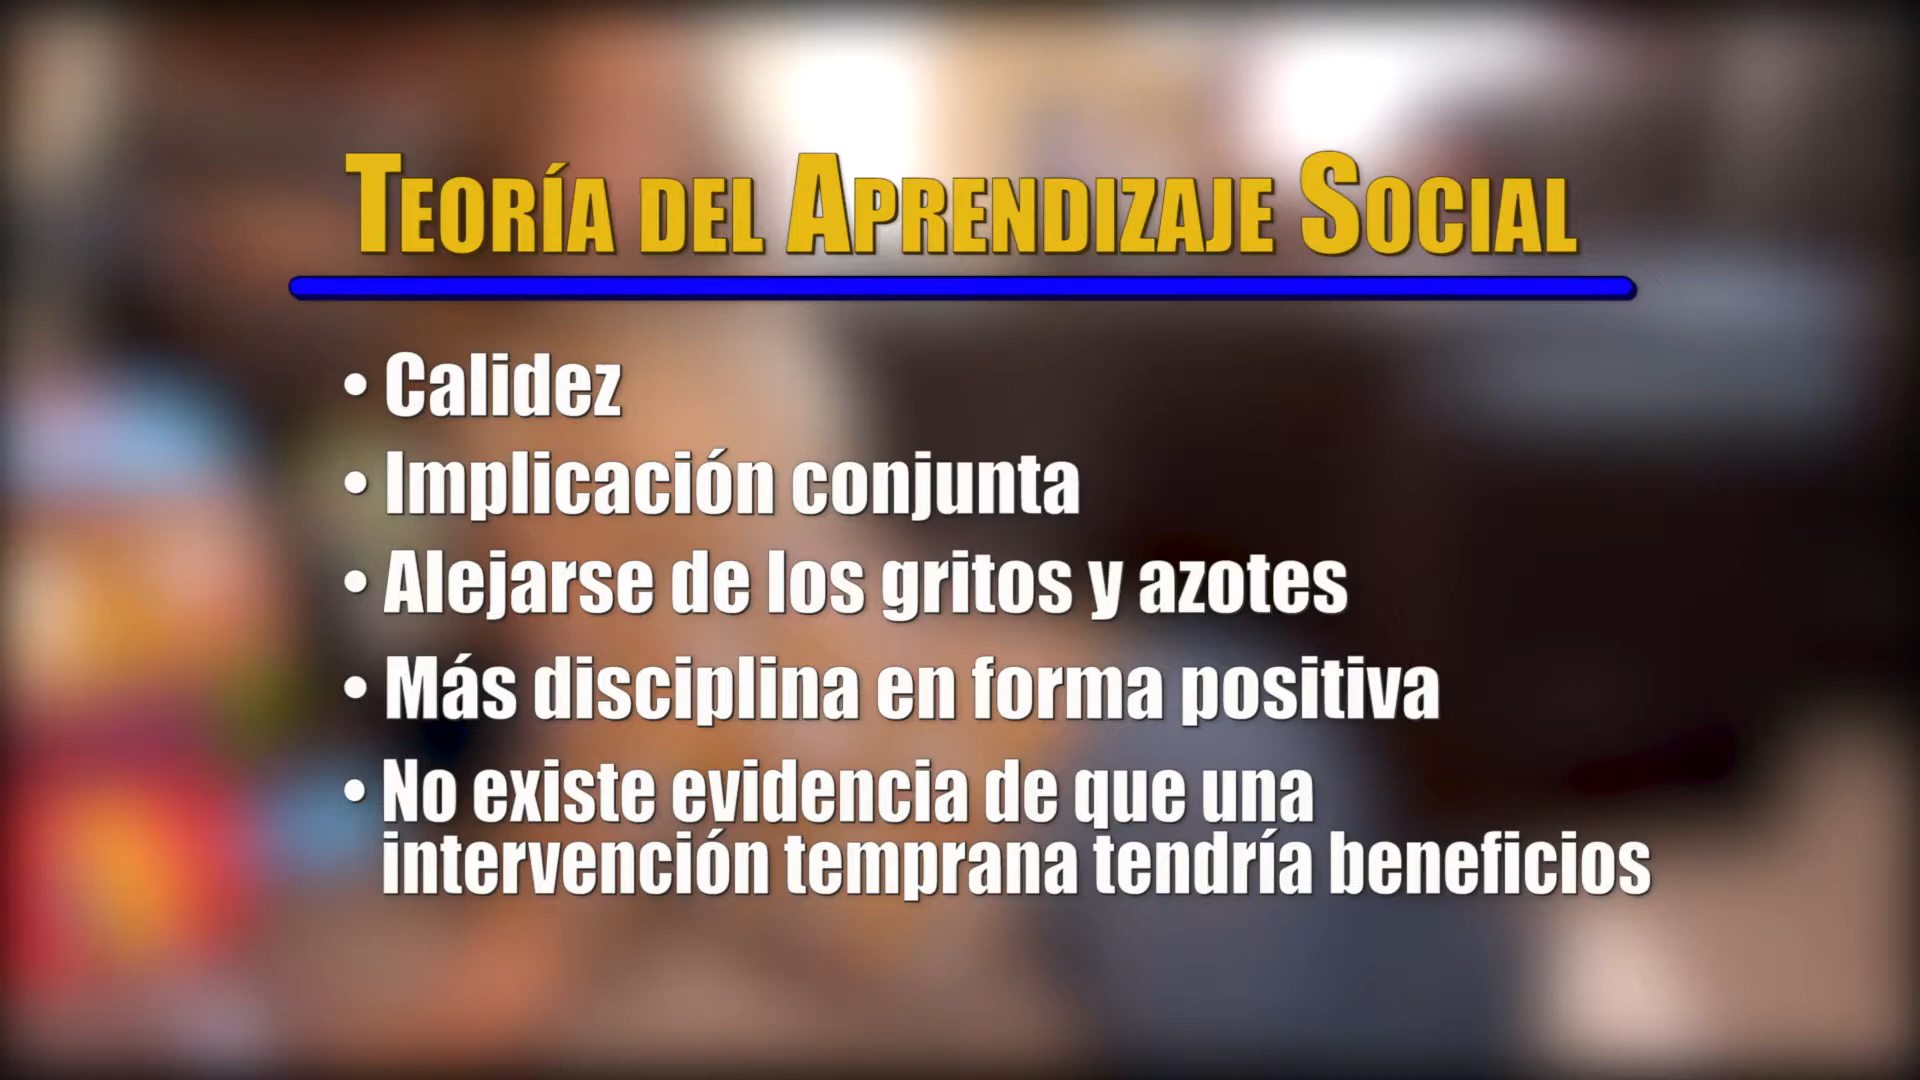 Teoría del Aprendizaje Social
• Calidez
• Implicación conjunta
• Alejarse de los gritos y azotes
• Más disciplina en forma positiva
• No existe evidencia de que una
intervención temprana tendría beneficios